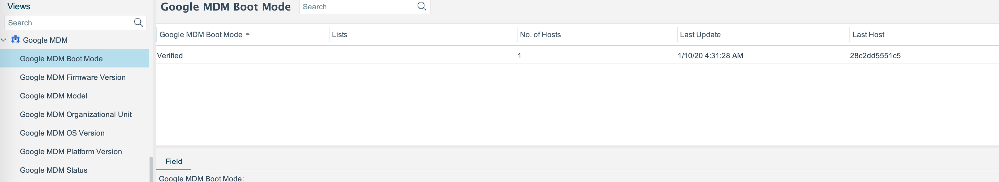 Views
Search
Google MDM
Google MDM Boot Mode
Google MDM Firmware Version
Google MDM Model
Google MDM Organizational Unit
Google MDM OS Version
Google MDM Platform Version
Google MDM Status
Google MDM Boot Mode
Search
Google MDM Boot Mode Lists No. of Hosts Last Update Last Host
Verified 1 1/10/20 4:31:28 AM 28c2dd5551c5
Field
Google MDM Boot Mode: